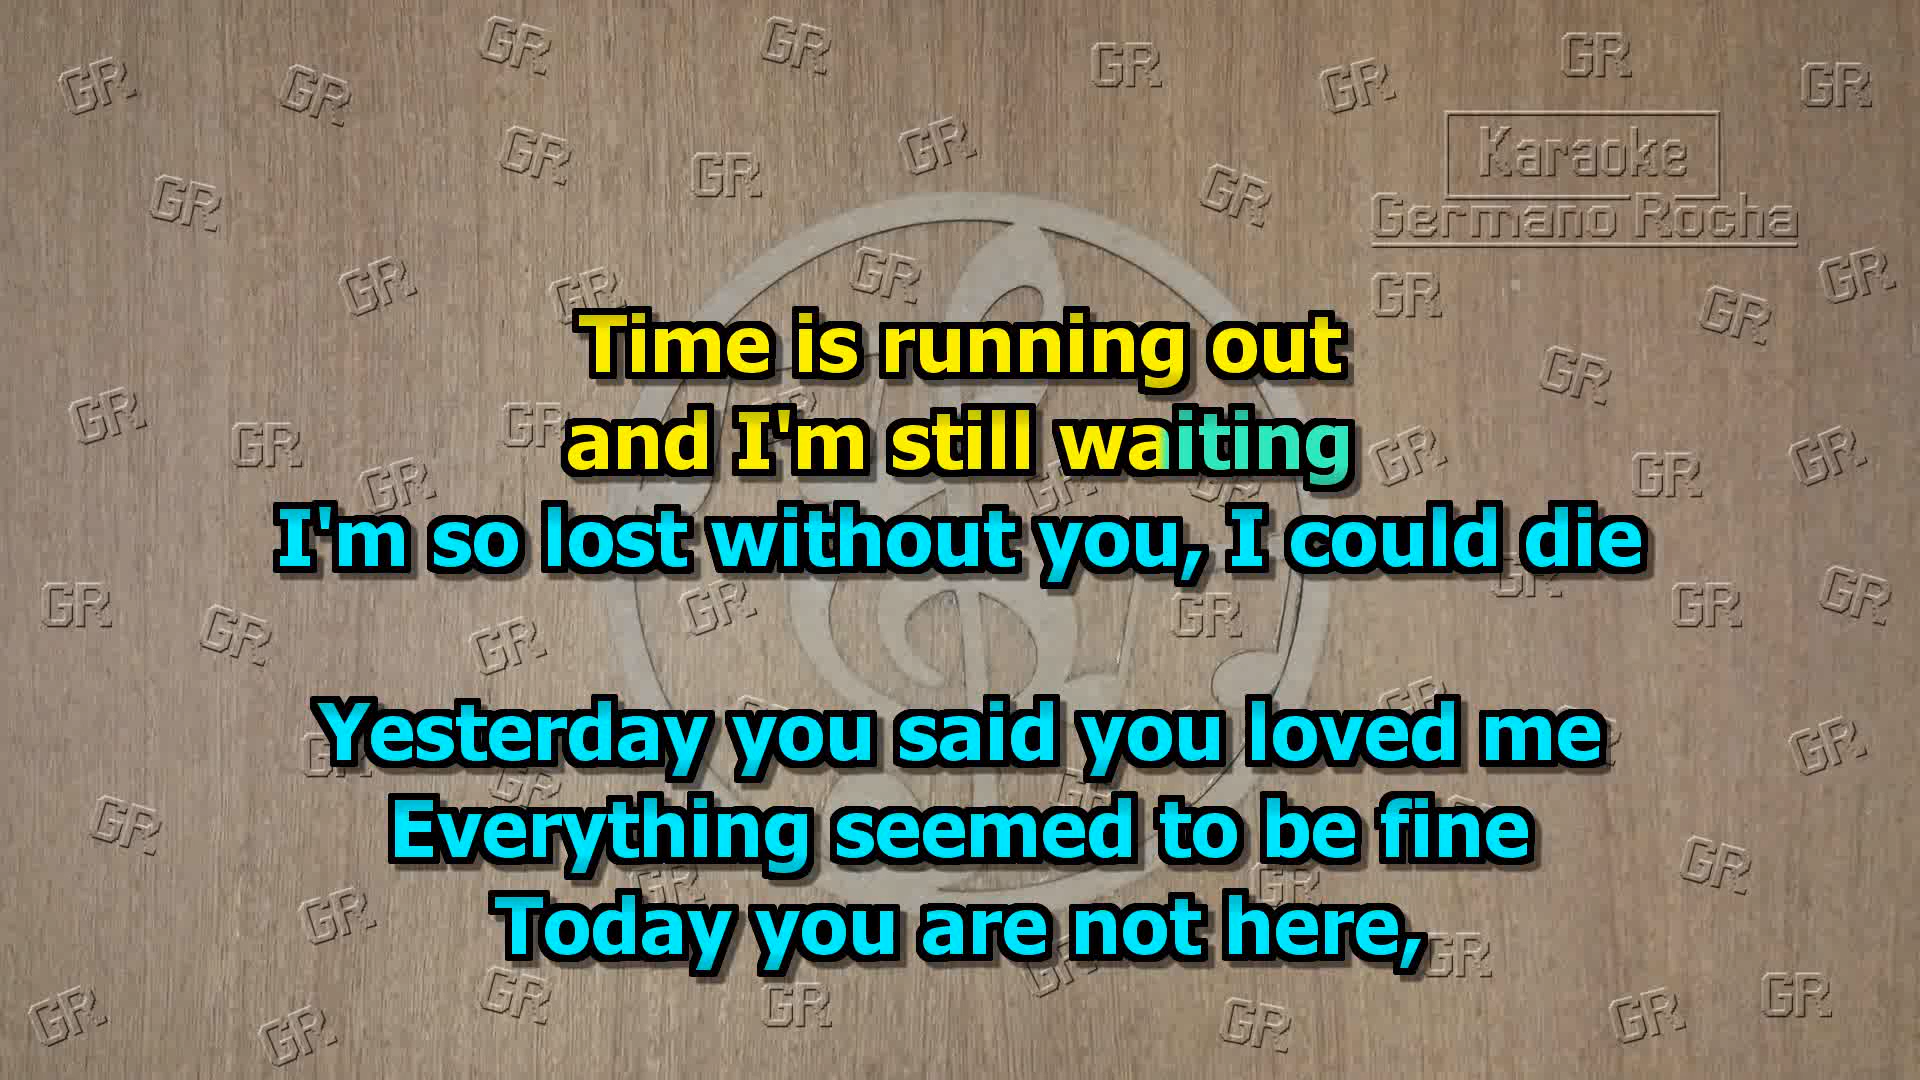 Karaoke
Germano Rocha
Time is running out
and I'm still waiting
I'm so lost without you, I could die
Yesterday you said you loved me
Everything seemed to be fine
Today you are not here,
GR